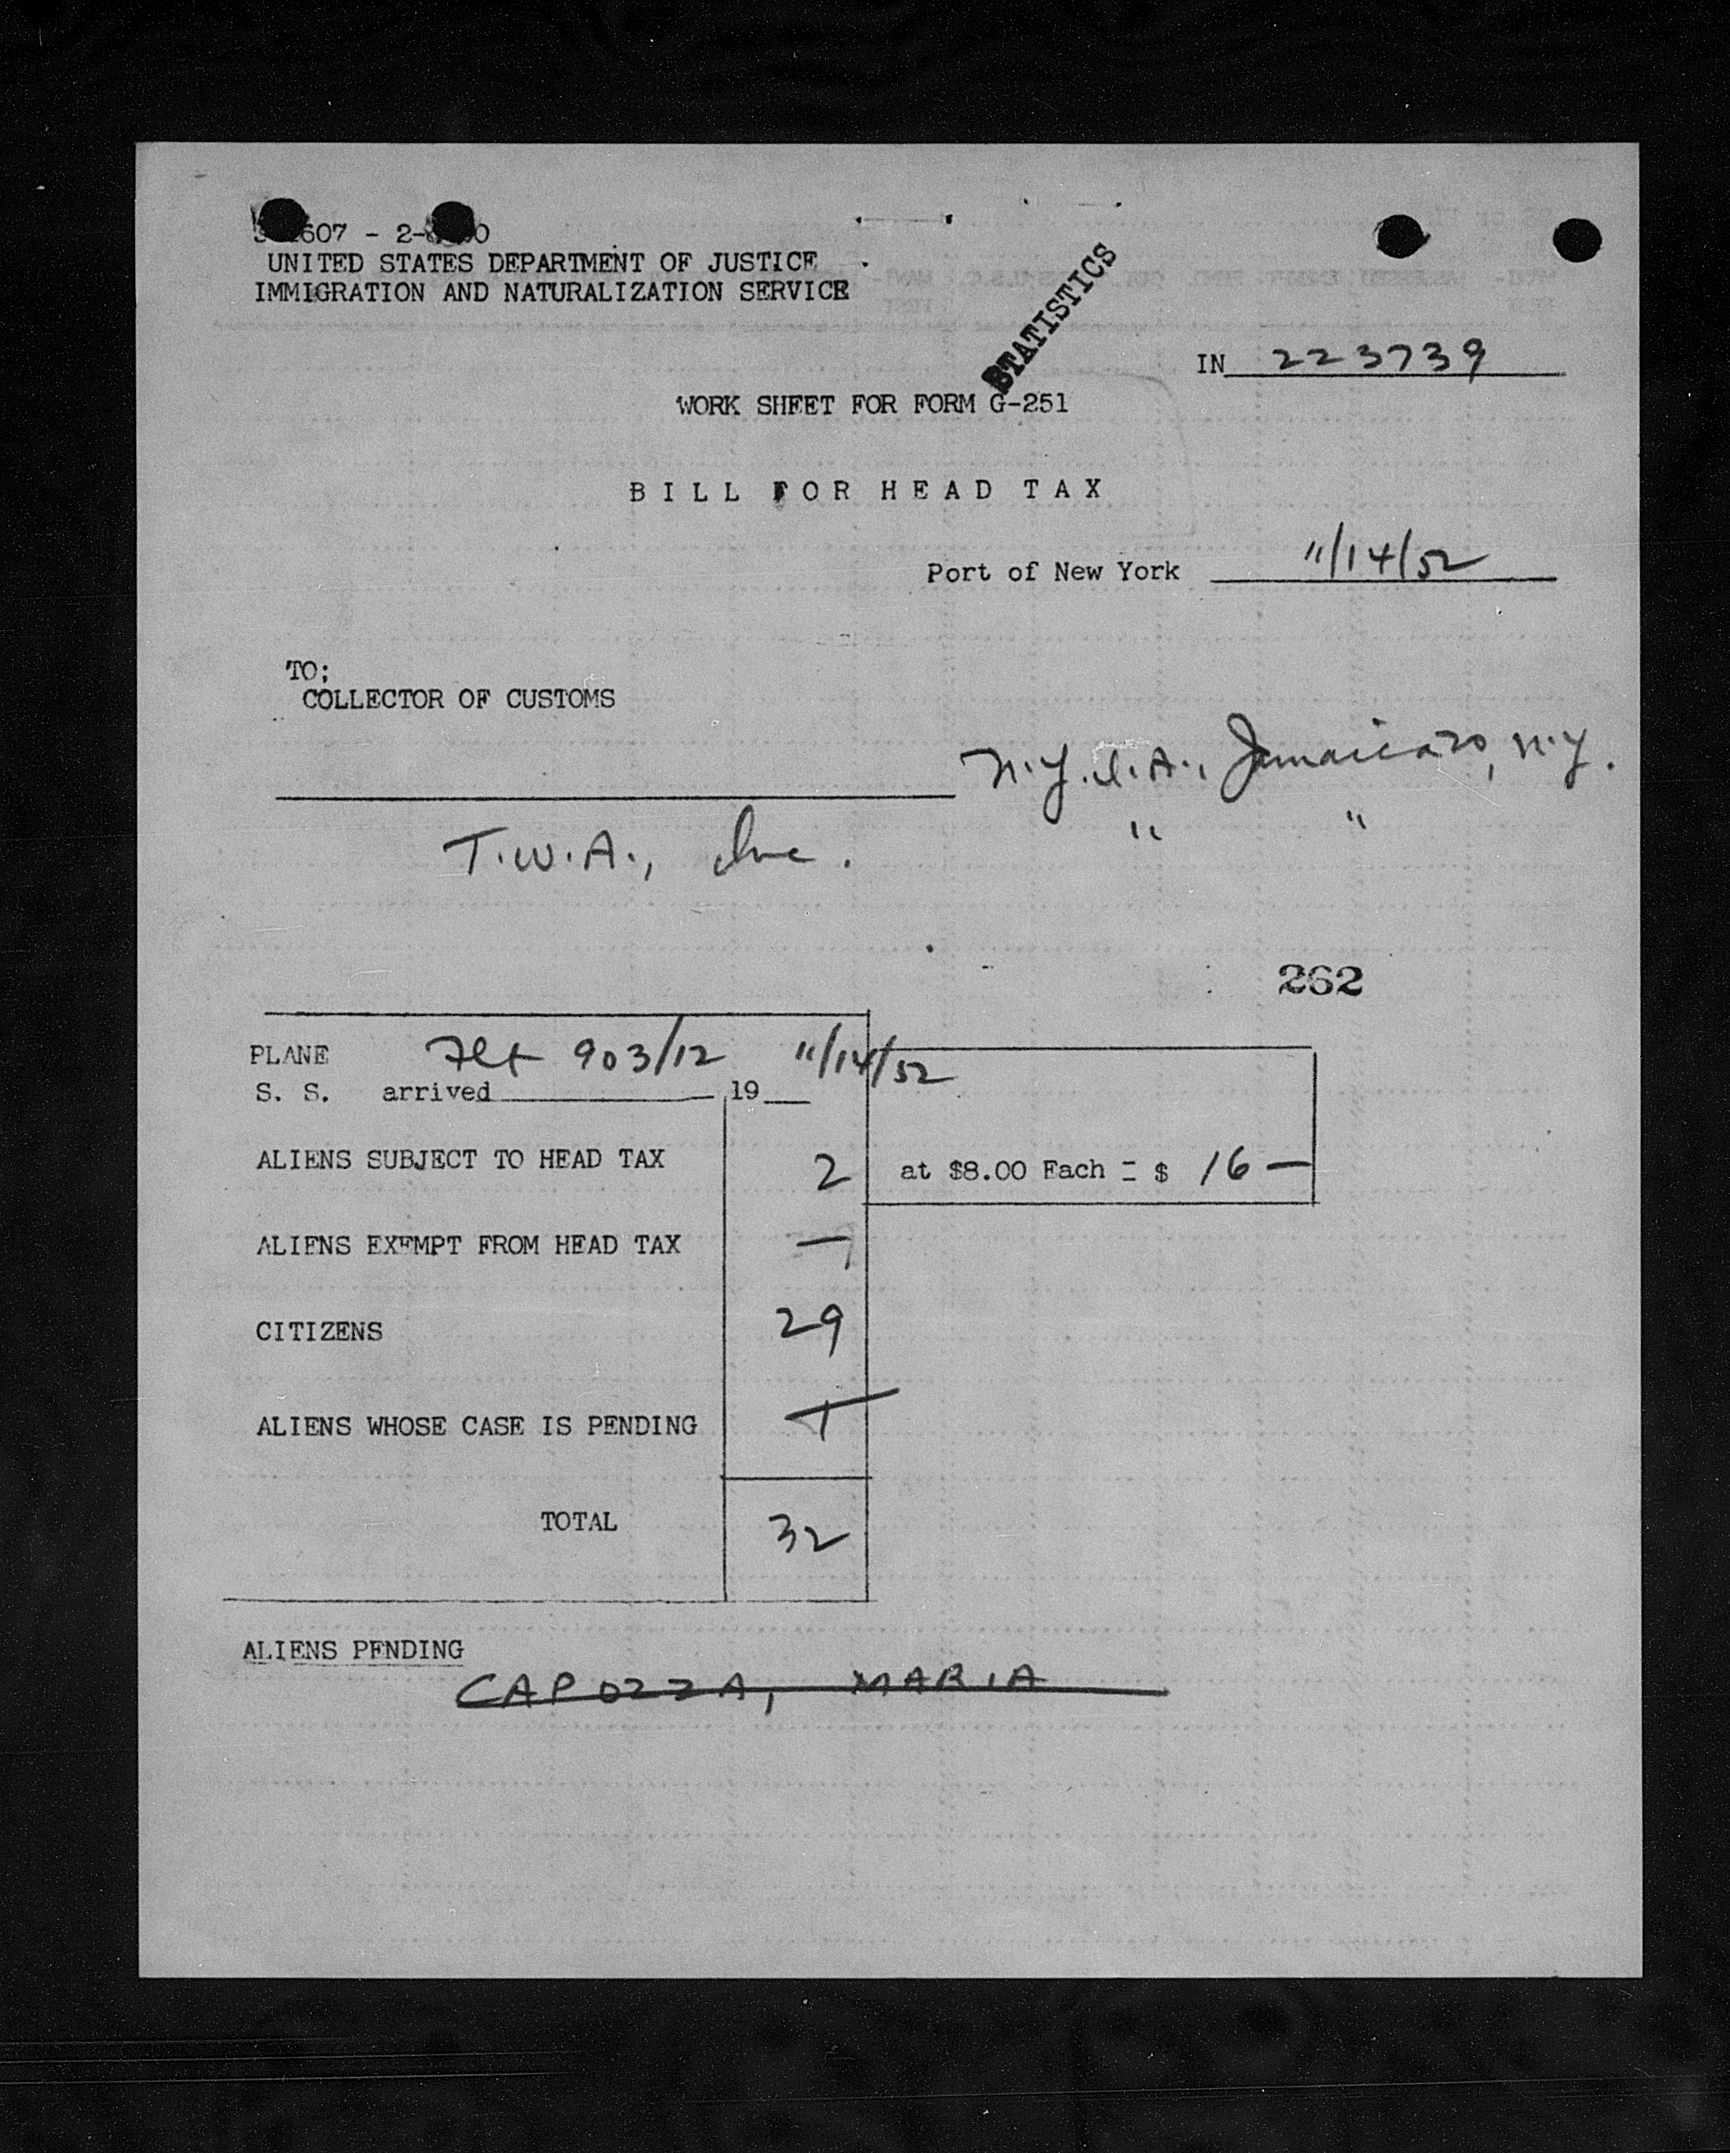 607 - 2-
UNITED STATES DEPARTMENT OF JUSTICE
IMMIGRATION AND NATURALIZATION SERVICE
STATISTICS
IN 223739
WORK SHEET FOR FORM G-251
BILL FOR HEAD TAX
Port of New York 11/14/52
TO;
COLLECTOR OF CUSTOMS
N.Y.I.A., Jamaica 30, N.Y.
T.W.A., Inc. " "
262
PLANE Flt 903/12 11/14/52
S. S. arrived , 19
ALIENS SUBJECT TO HEAD TAX 2 at $8.00 Each = $ 16 —
ALIENS EXEMPT FROM HEAD TAX —
CITIZENS 29
ALIENS WHOSE CASE IS PENDING 1
TOTAL 32
ALIENS PENDING
CAPOZZA, MARIA